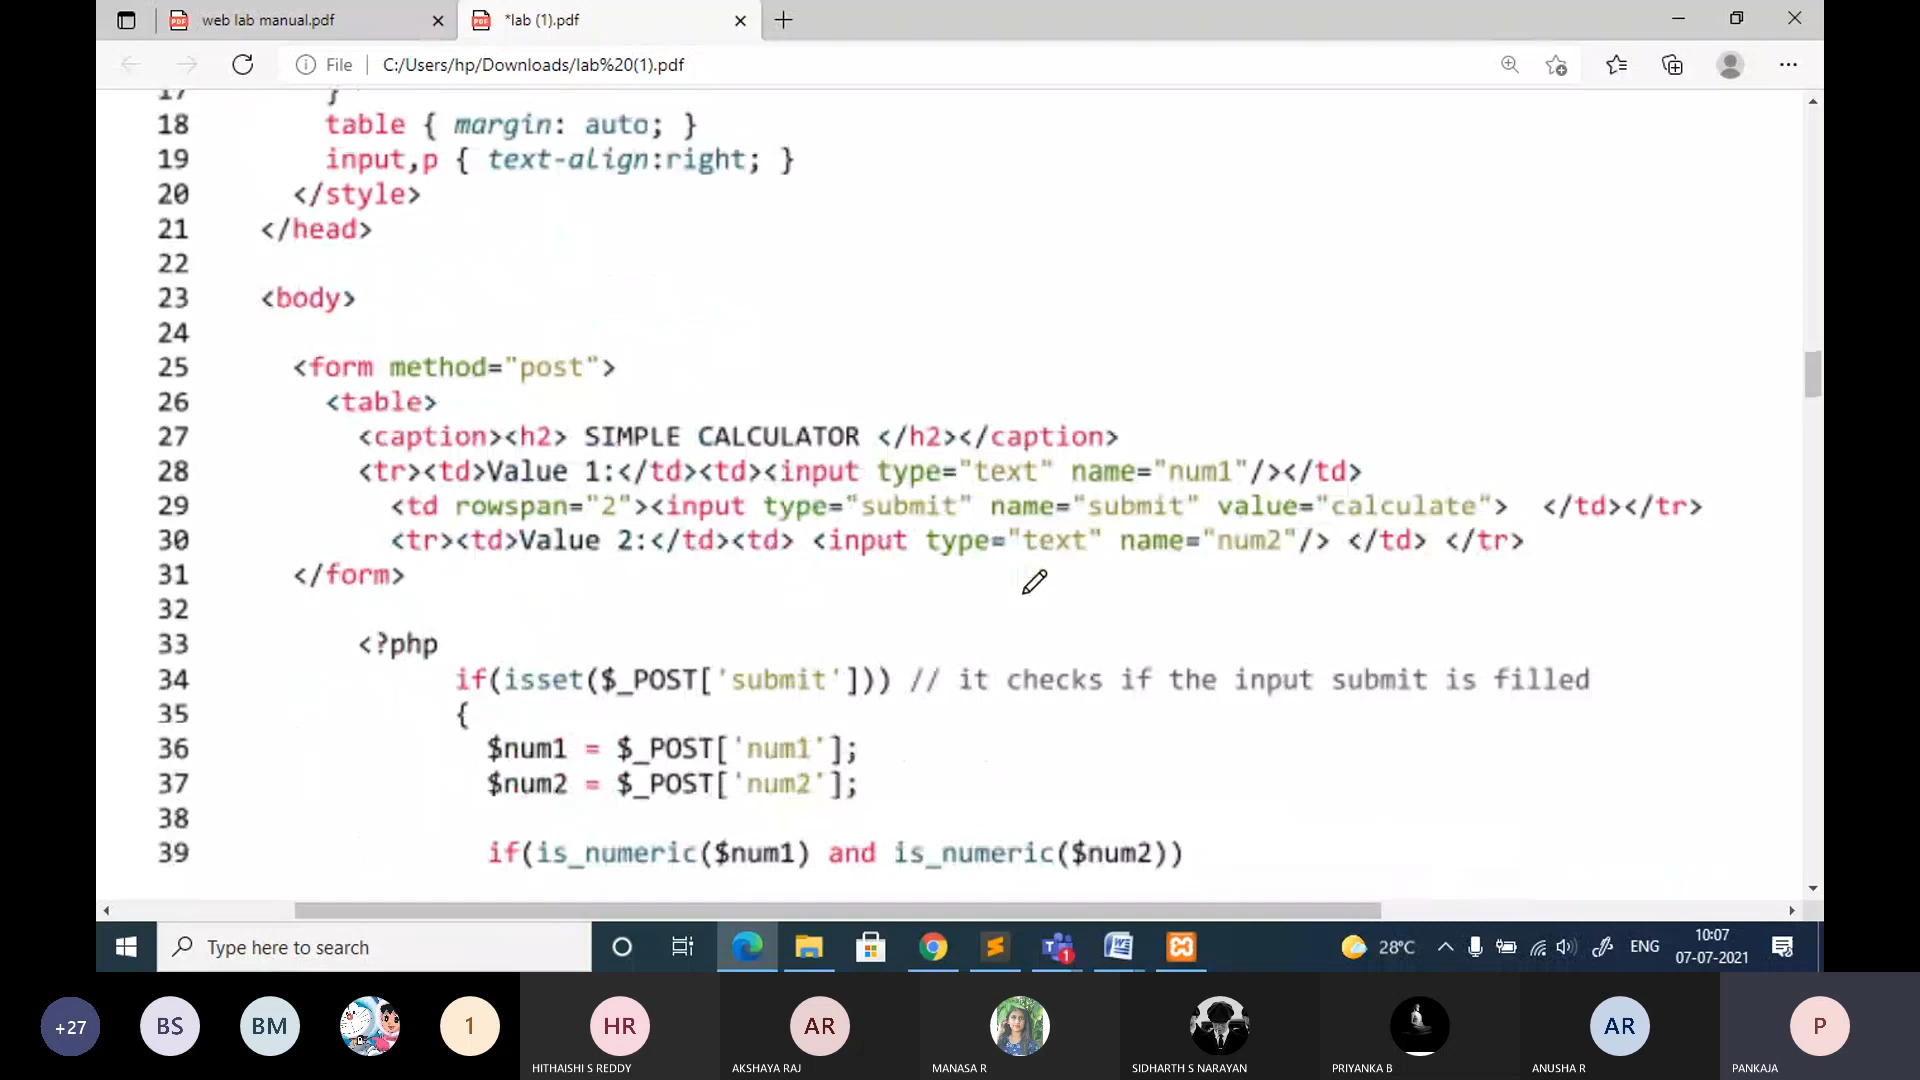 web lab manual.pdf
*lab (1).pdf
File
C:/Users/hp/Downloads/lab%20(1).pdf
17 }
18 table { margin: auto; }
19 input,p { text-align:right; }
20 </style>
21 </head>
22
23 <body>
24
25 <form method="post">
26 <table>
27 <caption><h2> SIMPLE CALCULATOR </h2></caption>
28 <tr><td>Value 1:</td><td><input type="text" name="num1"/></td>
29 <td rowspan="2"><input type="submit" name="submit" value="calculate"> </td></tr>
30 <tr><td>Value 2:</td><td> <input type="text" name="num2"/> </td> </tr>
31 </form>
32
33 <?php
34 if(isset($_POST['submit'])) // it checks if the input submit is filled
35 {
36 $num1 = $_POST['num1'];
37 $num2 = $_POST['num2'];
38
39 if(is_numeric($num1) and is_numeric($num2))
Type here to search
1
28°C
ENG
10:07
07-07-2021
+27
BS
BM
1
HR
AR
AR
P
HITHAISHI S REDDY
AKSHAYA RAJ
MANASA R
SIDHARTH S NARAYAN
PRIYANKA B
ANUSHA R
PANKAJA